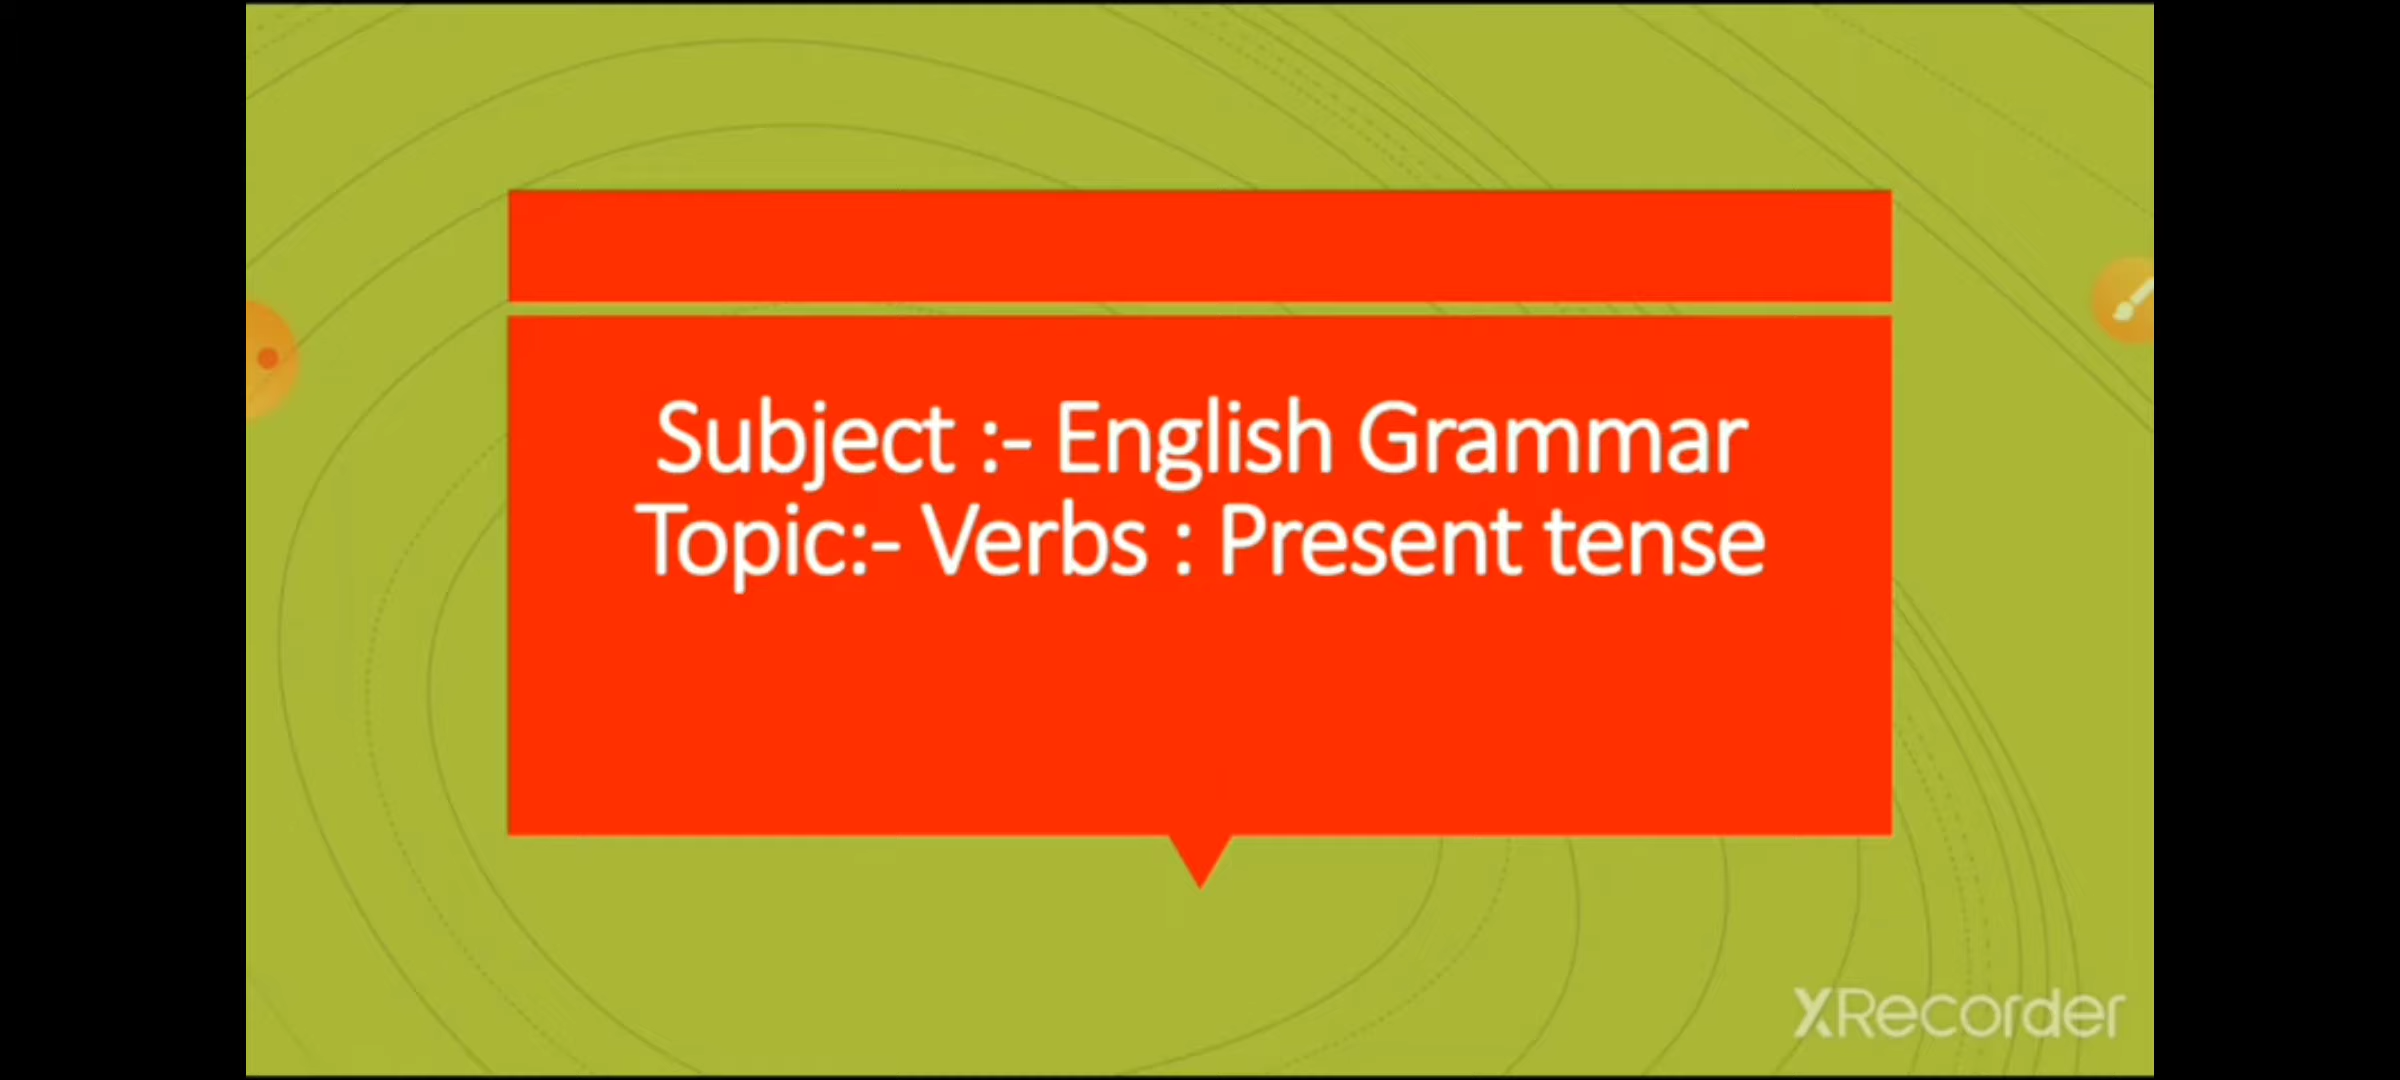 Subject :- English Grammar
Topic:- Verbs : Present tense
XRecorder